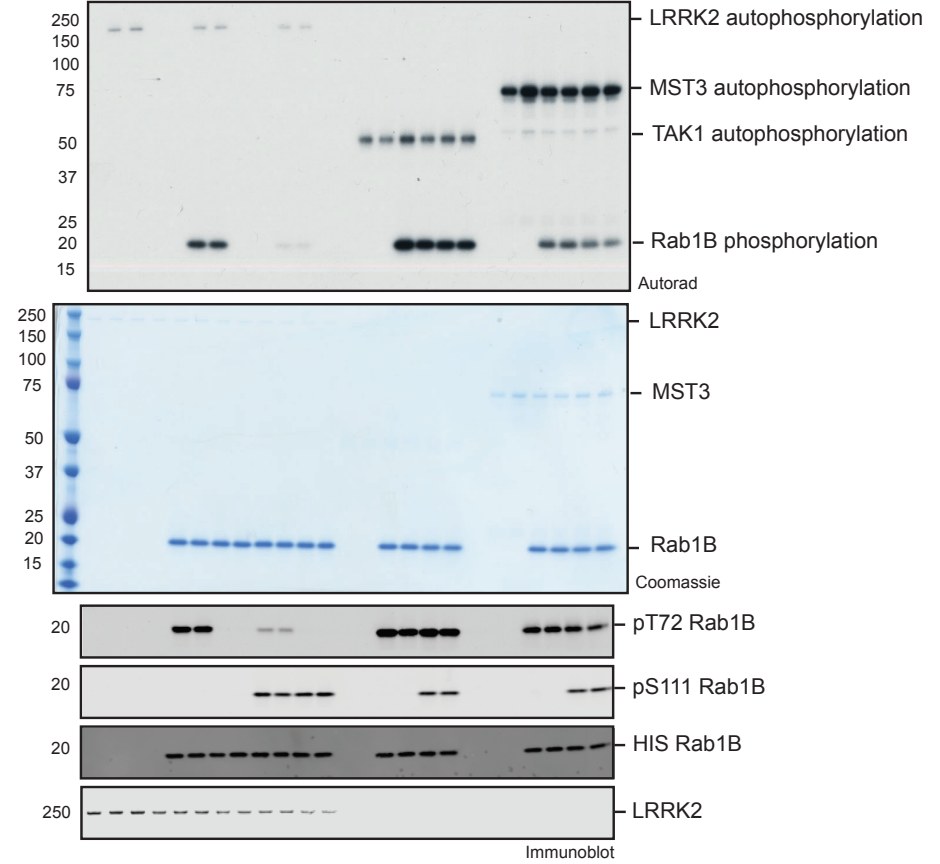 250 LRRK2 autophosphorylation
150
100
75 MST3 autophosphorylation
TAK1 autophosphorylation
50
37
25
20 Rab1B phosphorylation
15
Autorad
250 LRRK2
150
100
75 MST3
50
37
25
20 Rab1B
15
Coomassie
20 pT72 Rab1B
20 pS111 Rab1B
20 HIS Rab1B
250 LRRK2
Immunoblot